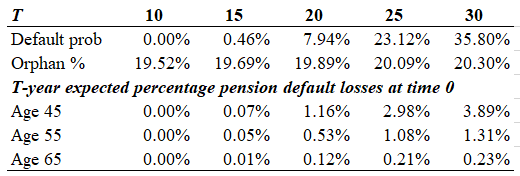 T 10 15 20 25 30
Default prob 0.00% 0.46% 7.94% 23.12% 35.80%
Orphan % 19.52% 19.69% 19.89% 20.09% 20.30%
T-year expected percentage pension default losses at time 0
Age 45 0.00% 0.07% 1.16% 2.98% 3.89%
Age 55 0.00% 0.05% 0.53% 1.08% 1.31%
Age 65 0.00% 0.01% 0.12% 0.21% 0.23%